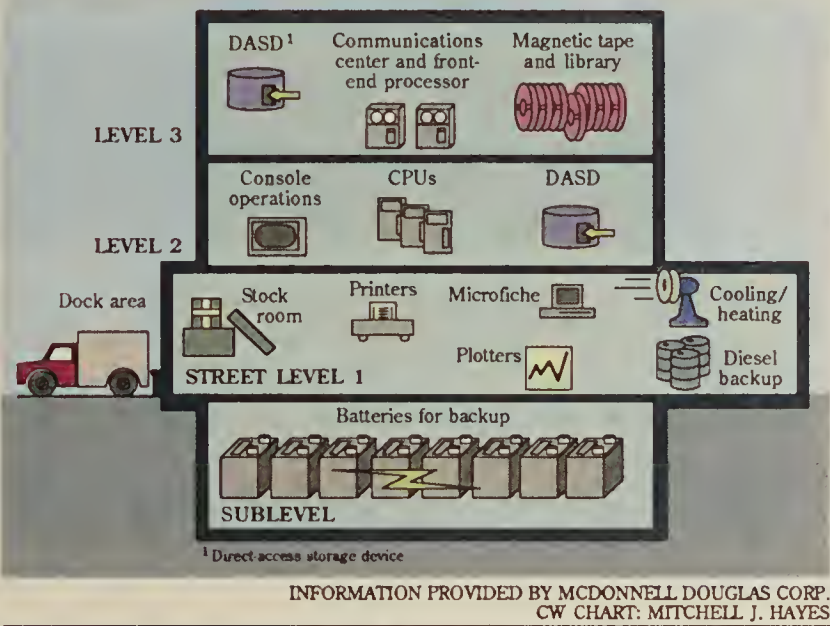 DASD¹
Communications
center and front-
end processor
Magnetic tape
and library
LEVEL 3
Console
operations
CPUs
DASD
LEVEL 2
Dock area
Stock
room
Printers
Microfiche
Cooling/
heating
Plotters
Diesel
backup
STREET LEVEL 1
Batteries for backup
SUBLEVEL
¹ Direct-access storage device
INFORMATION PROVIDED BY MCDONNELL DOUGLAS CORP.
CW CHART: MITCHELL J. HAYES